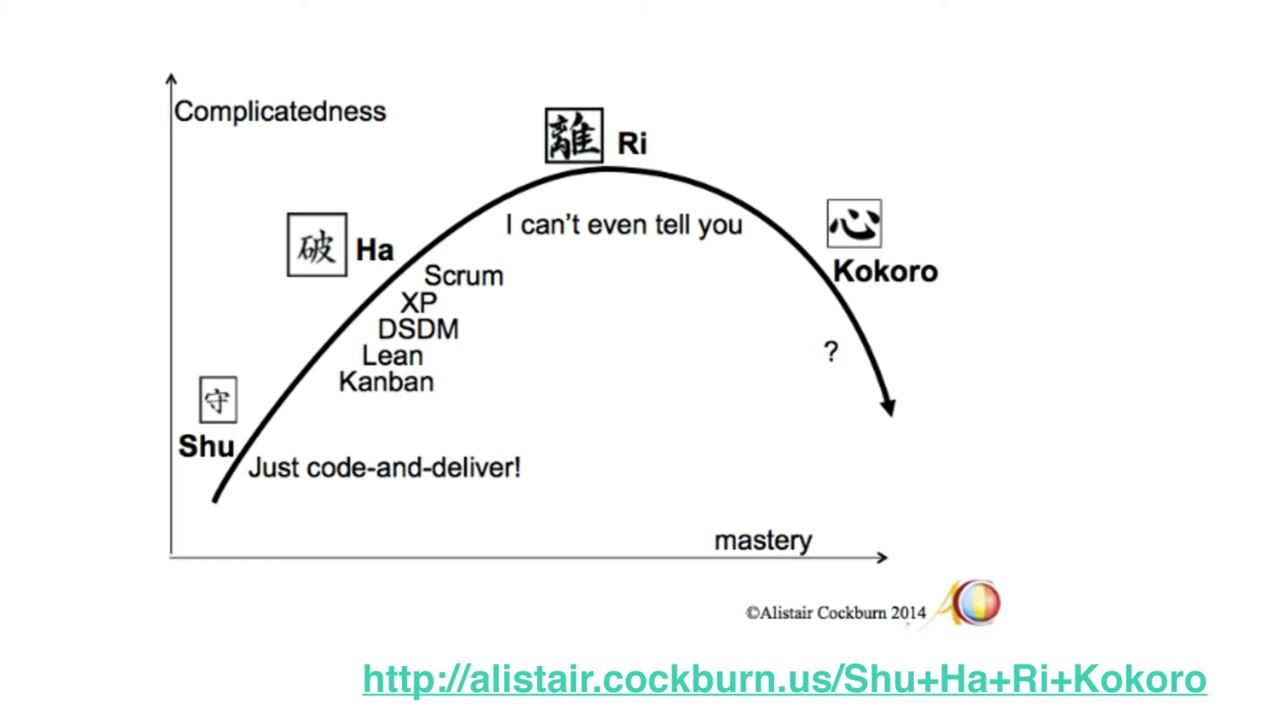 Complicatedness
離 Ri
I can't even tell you
心
Kokoro
破 Ha
Scrum
XP
DSDM
Lean
Kanban
?
守
Shu
Just code-and-deliver!
mastery
©Alistair Cockburn 2014
http://alistair.cockburn.us/Shu+Ha+Ri+Kokoro